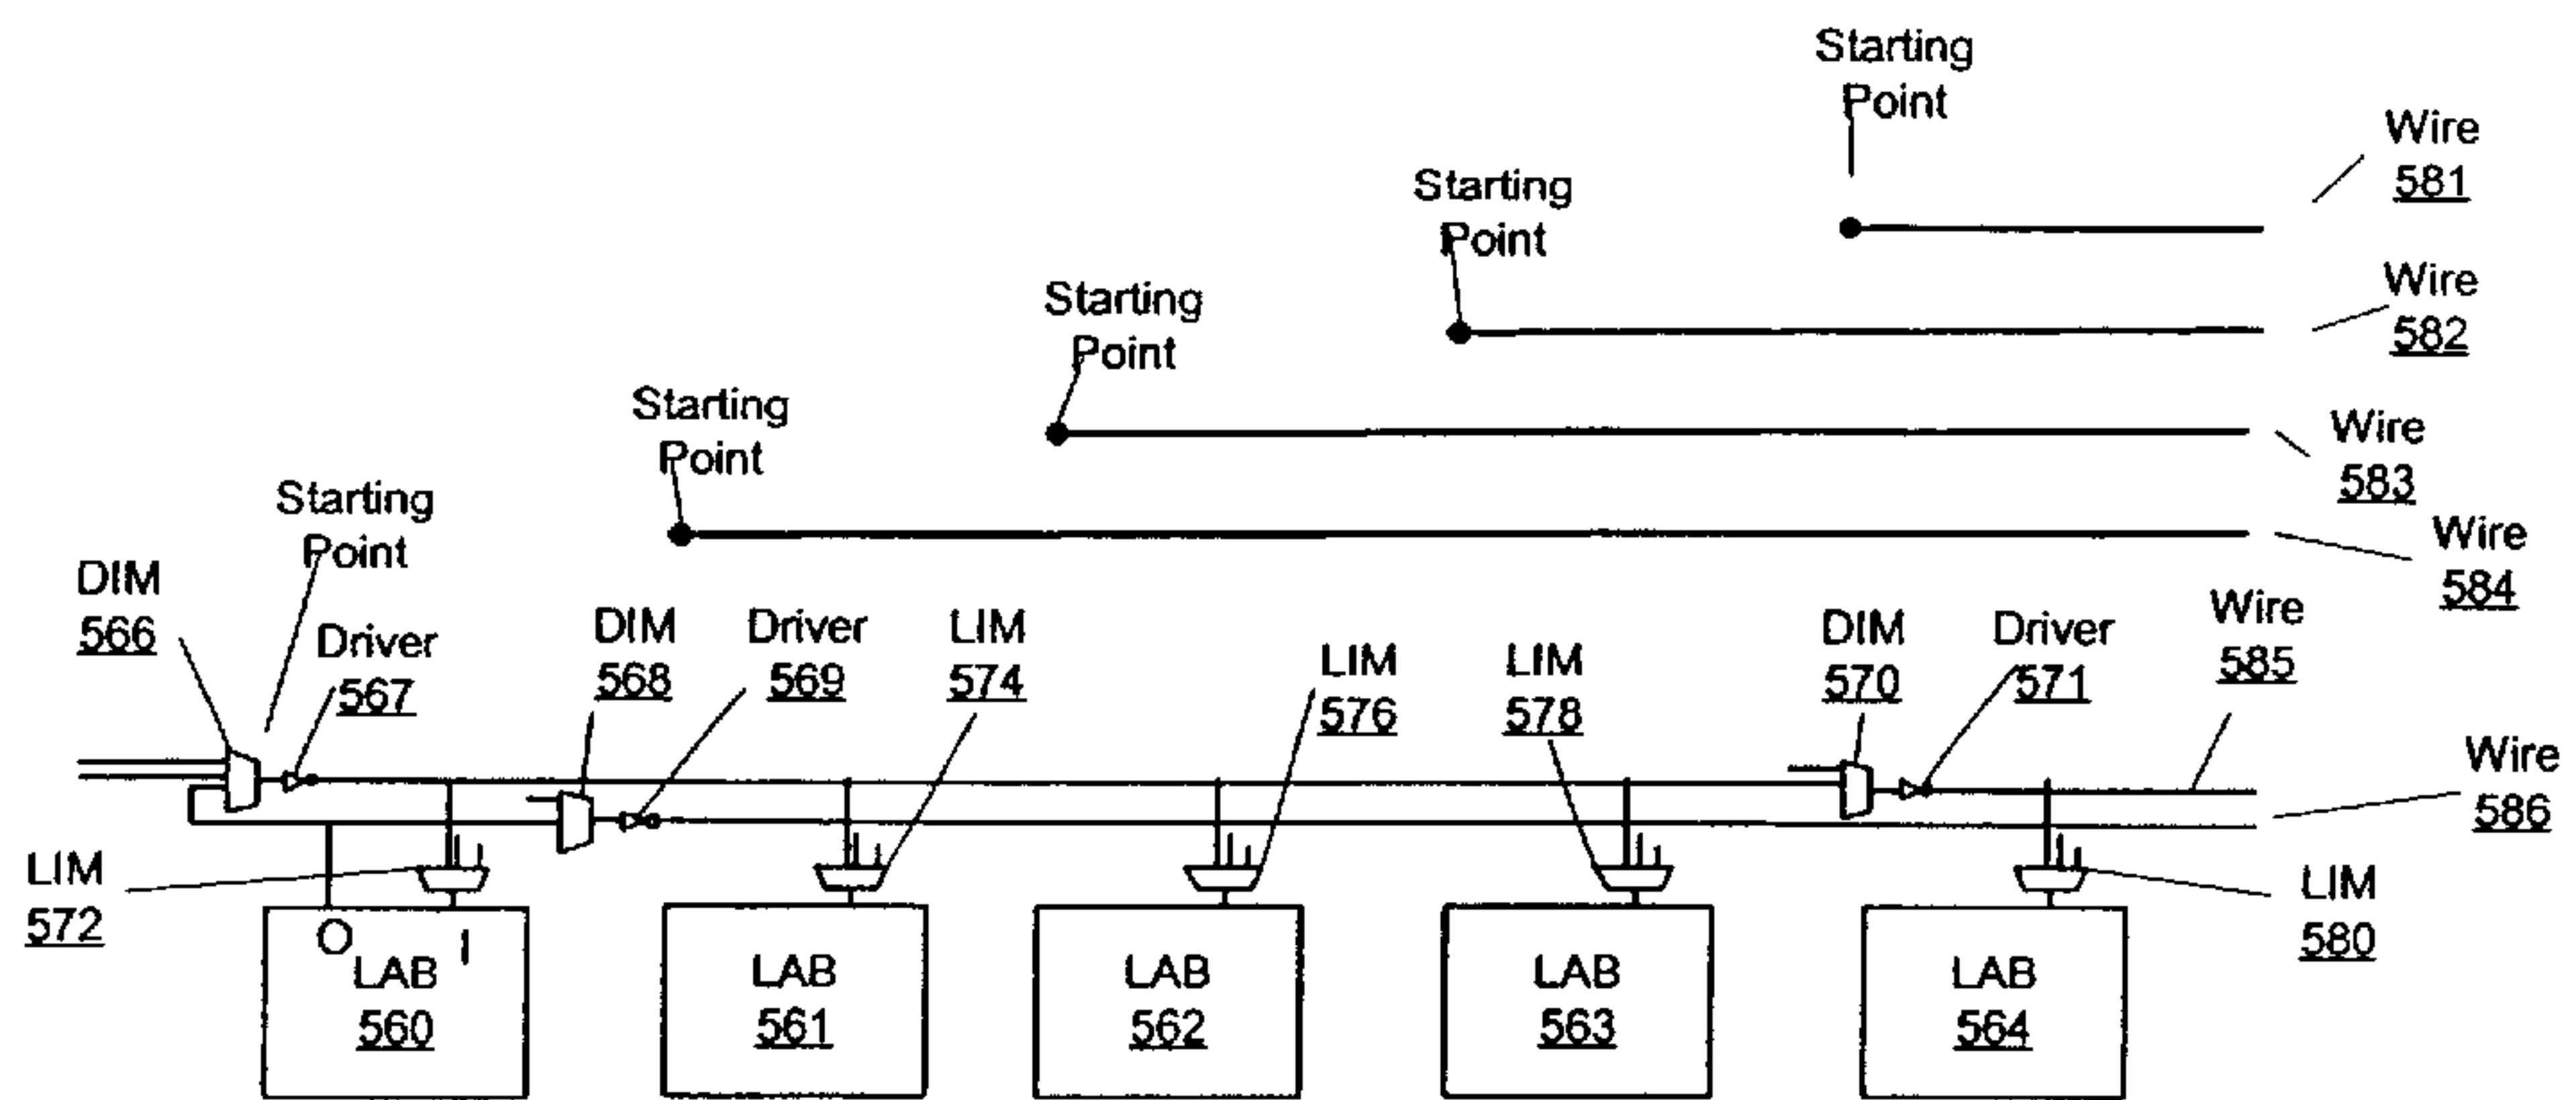 Starting
Point
Wire
581
Starting
Point
Wire
582
Starting
Point
Wire
583
Starting
Point
Wire
584
Starting
Point
DIM
566
Driver
567
DIM
568
Driver
569
LIM
574
LIM
576
LIM
578
DIM
570
Driver
571
Wire
585
Wire
586
LIM
572
LIM
580
O I
LAB
560
LAB
561
LAB
562
LAB
563
LAB
564